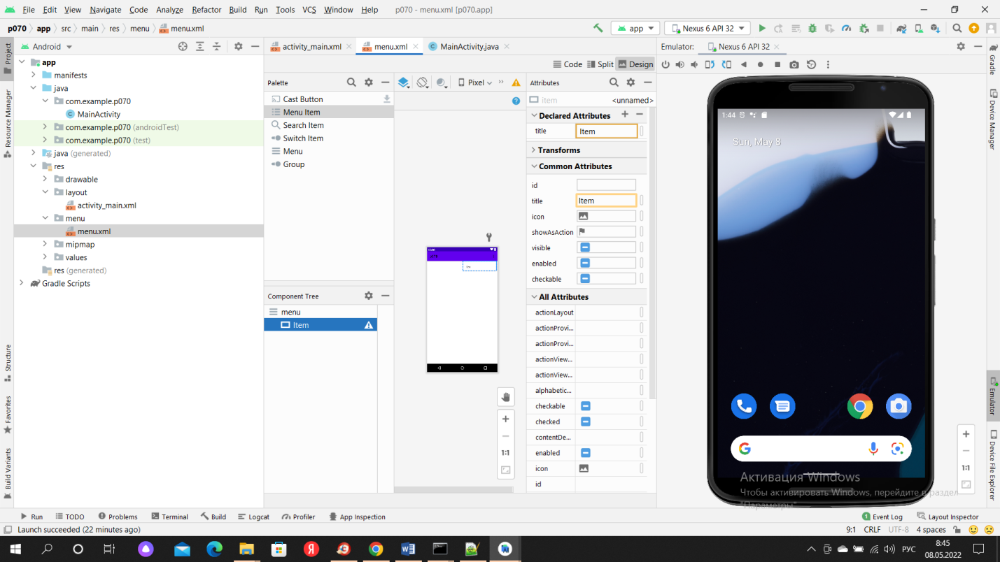 File Edit View Navigate Code Analyze Refactor Build Run Tools VCS Window Help p070 - menu.xml [p070.app]
p070 app src main res menu menu.xml app Nexus 6 API 32
Project
Resource Manager
Structure
Favorites
Build Variants
Android
app
manifests
java
com.example.p070
MainActivity
com.example.p070 (androidTest)
com.example.p070 (test)
java (generated)
res
drawable
layout
activity_main.xml
menu
menu.xml
mipmap
values
res (generated)
Gradle Scripts
activity_main.xml menu.xml MainActivity.java
Code Split Design
Palette
Cast Button
Menu Item
Search Item
Switch Item
Menu
Group
Component Tree
menu
Item
Pixel
1:1
Attributes
item <unnamed>
Declared Attributes
title Item
Transforms
Common Attributes
id
title Item
icon
showAsAction
visible
enabled
checkable
All Attributes
actionLayout
actionProvi...
actionProvi...
actionView...
actionView...
alphabetic...
checkable
checked
contentDe...
enabled
icon
id
Emulator: Nexus 6 API 32
1:44
Sun, May 8
Активация Windows
Чтобы активировать Windows, перейдите в раздел
"Параметры"
1:1
Gradle
Device Manager
Emulator
Device File Explorer
Run TODO Problems Terminal Build Logcat Profiler App Inspection 1 Event Log Layout Inspector
Launch succeeded (22 minutes ago) 9:1 CRLF UTF-8 4 spaces
РУС 8:45
08.05.2022